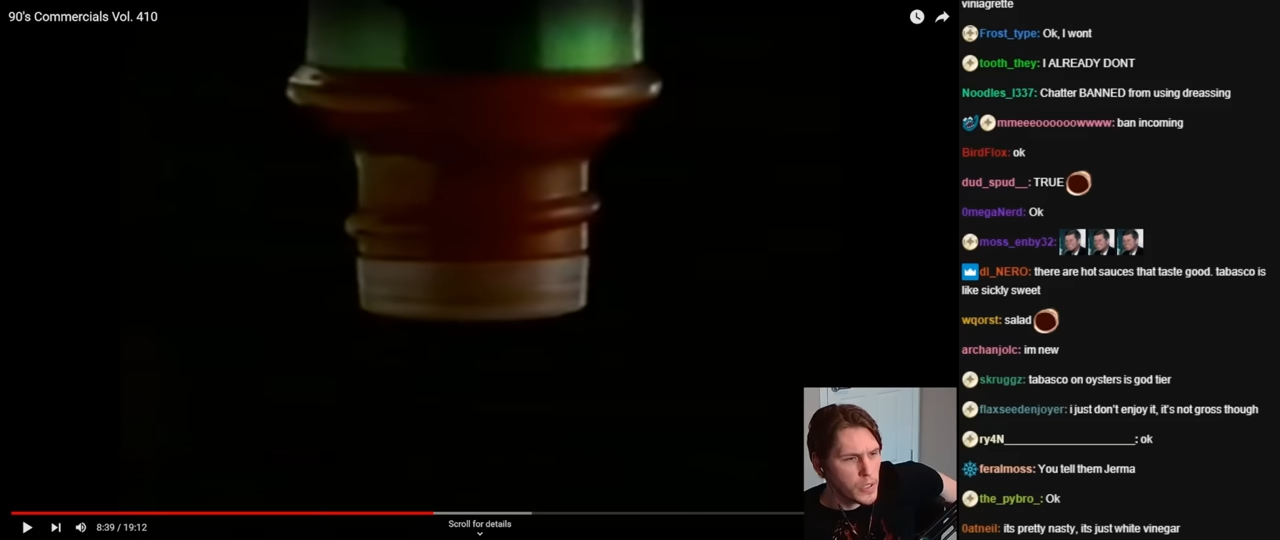 90's Commercials Vol. 410
8:39 / 19:12
Scroll for details
viniagrette
Frost_type: Ok, I wont
tooth_they: I ALREADY DONT
Noodles_l337: Chatter BANNED from using dreassing
mmeeeoooooowwww: ban incoming
BirdFlox: ok
dud_spud__: TRUE
0megaNerd: Ok
moss_enby32:
dl_NERO: there are hot sauces that taste good. tabasco is
like sickly sweet
wqorst: salad
archanjolc: im new
skruggz: tabasco on oysters is god tier
flaxseedenjoyer: i just don't enjoy it, it's not gross though
ry4N____________________: ok
feralmoss: You tell them Jerma
the_pybro_: Ok
0atneil: its pretty nasty, its just white vinegar